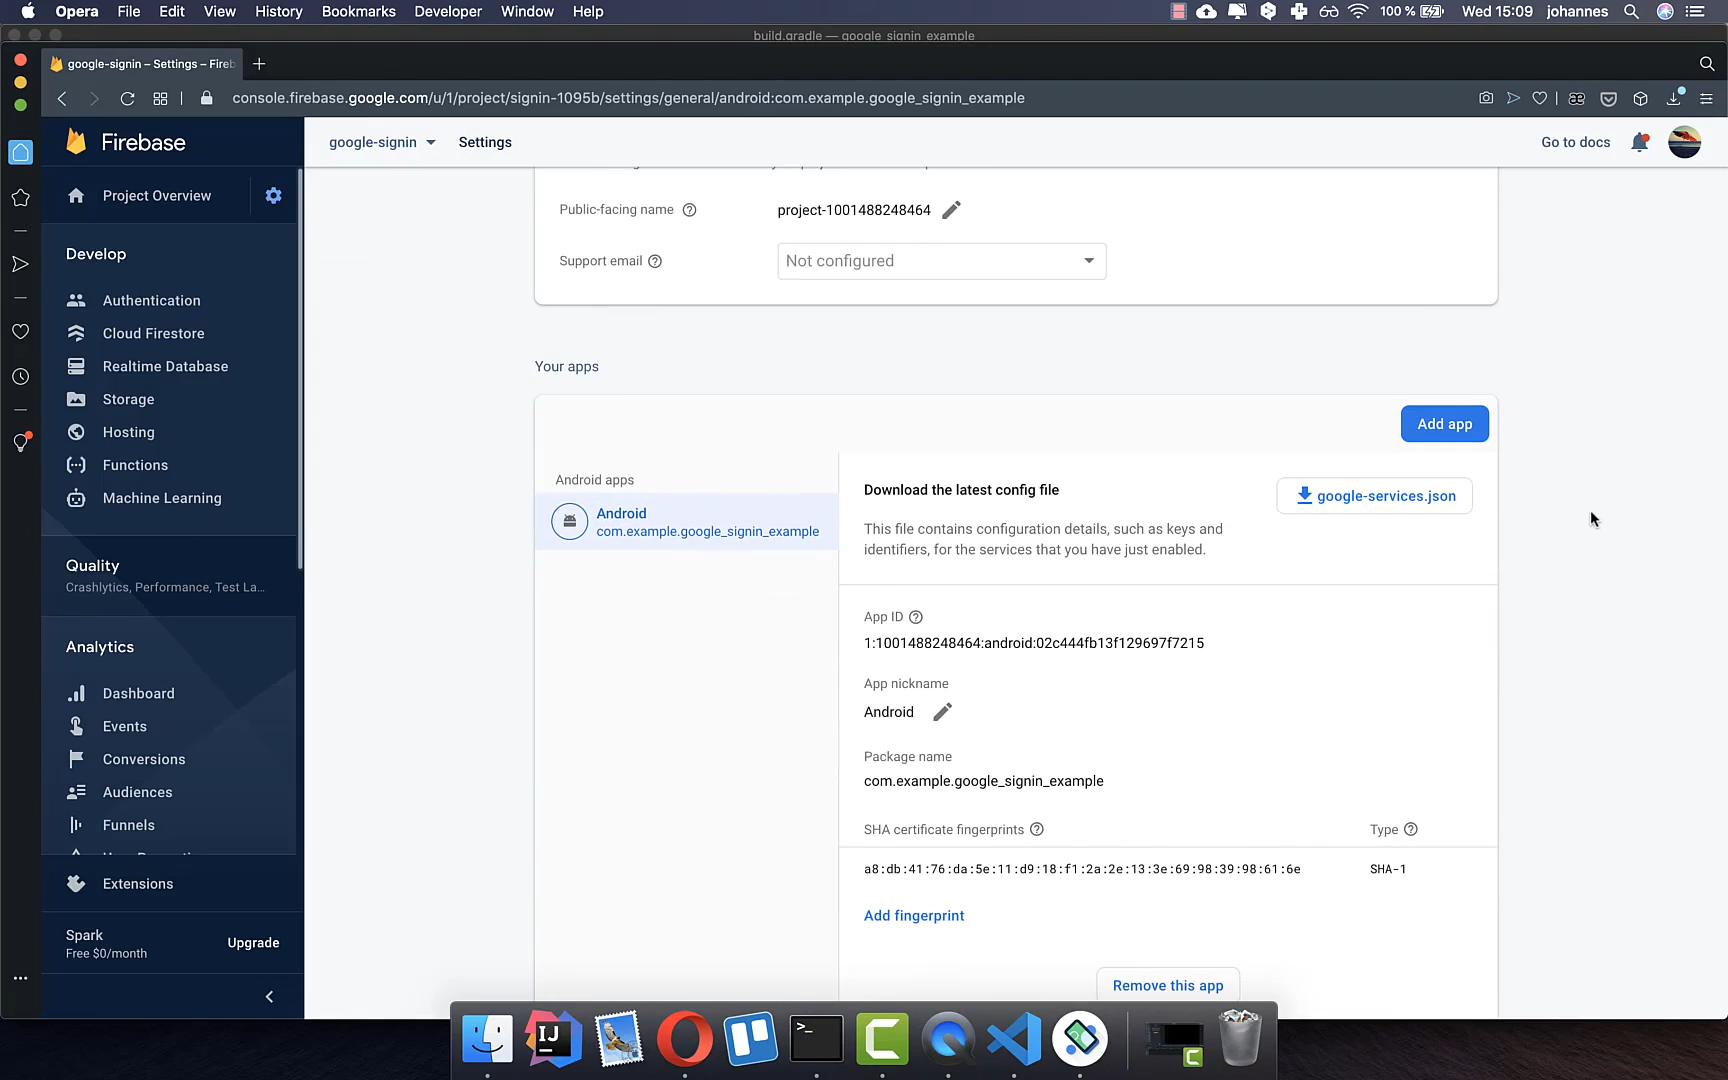 Opera File Edit View History Bookmarks Developer Window Help 100 % Wed 15:09 johannes
build.gradle — google_signin_example
google-signin – Settings – Fireb
console.firebase.google.com/u/1/project/signin-1095b/settings/general/android:com.example.google_signin_example
Firebase
google-signin
Settings
Go to docs
Project Overview
Develop
Authentication
Cloud Firestore
Realtime Database
Storage
Hosting
Functions
Machine Learning
Quality
Crashlytics, Performance, Test La...
Analytics
Dashboard
Events
Conversions
Audiences
Funnels
Extensions
Spark
Free $0/month
Upgrade
Public-facing name
project-1001488248464
Support email
Not configured
Your apps
Add app
Android apps
Android
com.example.google_signin_example
Download the latest config file
google-services.json
This file contains configuration details, such as keys and
identifiers, for the services that you have just enabled.
App ID
1:1001488248464:android:02c444fb13f129697f7215
App nickname
Android
Package name
com.example.google_signin_example
SHA certificate fingerprints
Type
a8:db:41:76:da:5e:11:d9:18:f1:2a:2e:13:3e:69:98:39:98:61:6e
SHA-1
Add fingerprint
Remove this app
IJ
>_